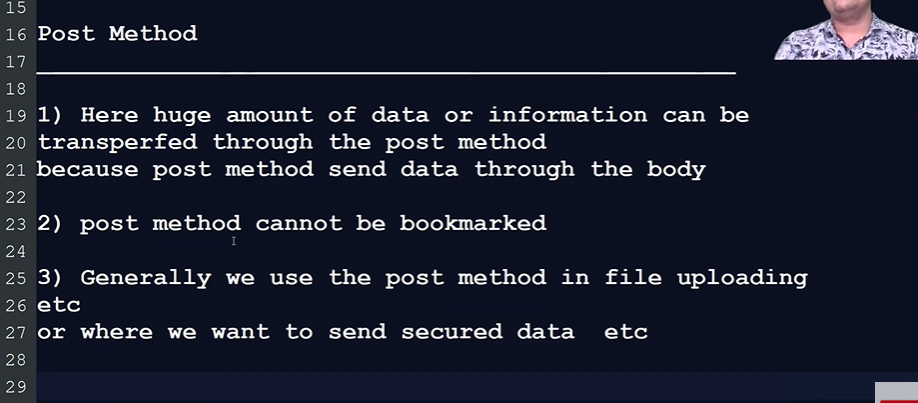 15
16 Post Method
17
18
19 1) Here huge amount of data or information can be
20 transperfed through the post method
21 because post method send data through the body
22
23 2) post method cannot be bookmarked
24
25 3) Generally we use the post method in file uploading
26 etc
27 or where we want to send secured data  etc
28
29